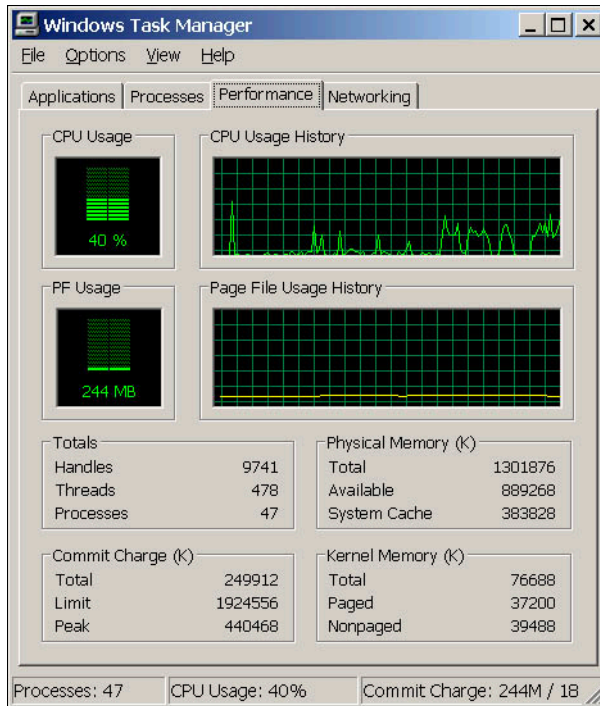 Windows Task Manager
File Options View Help
Applications Processes Performance Networking
CPU Usage CPU Usage History
40 %
PF Usage Page File Usage History
244 MB
Totals Physical Memory (K)
Handles 9741 Total 1301876
Threads 478 Available 889268
Processes 47 System Cache 383828
Commit Charge (K) Kernel Memory (K)
Total 249912 Total 76688
Limit 1924556 Paged 37200
Peak 440468 Nonpaged 39488
Processes: 47 CPU Usage: 40% Commit Charge: 244M / 18